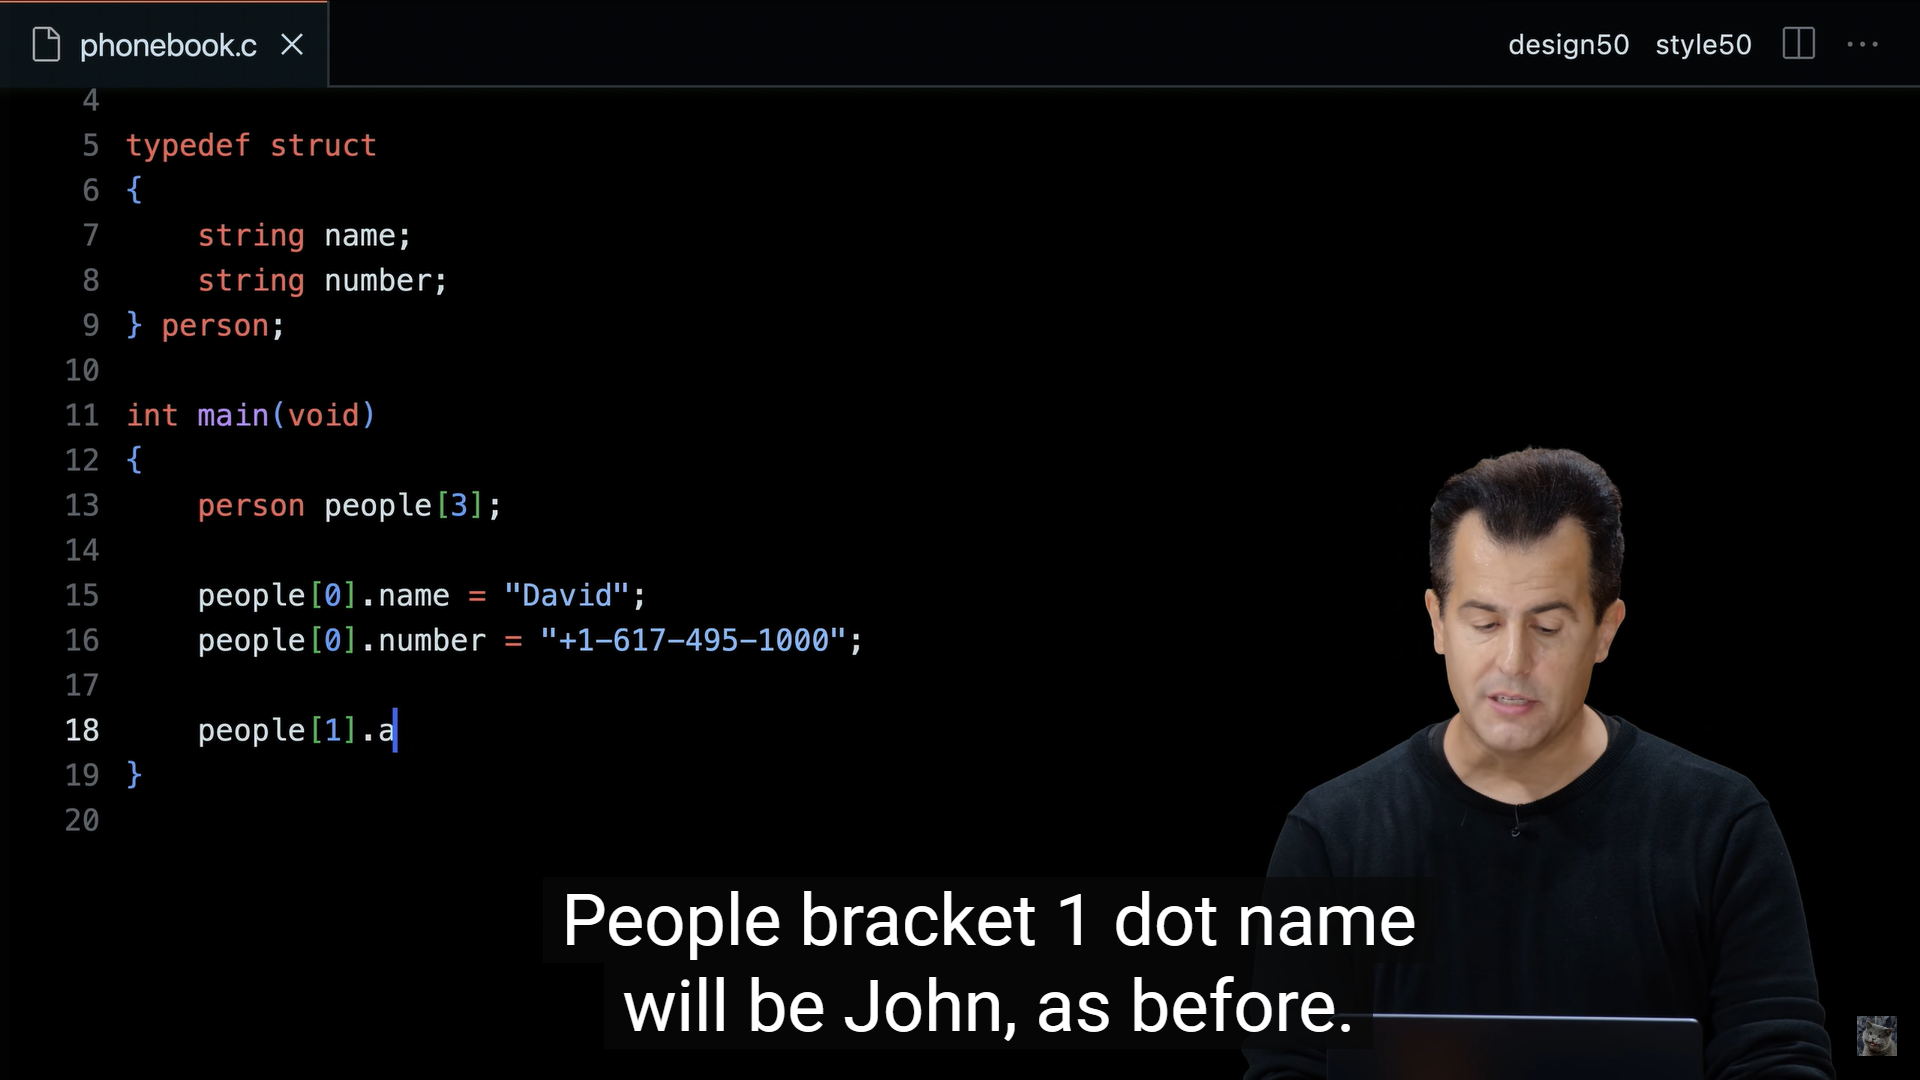 phonebook.c
design50 style50
4
5 typedef struct
6 {
7     string name;
8     string number;
9 } person;
10
11 int main(void)
12 {
13     person people[3];
14
15     people[0].name = "David";
16     people[0].number = "+1-617-495-1000";
17
18     people[1].a
19 }
20
People bracket 1 dot name
will be John, as before.